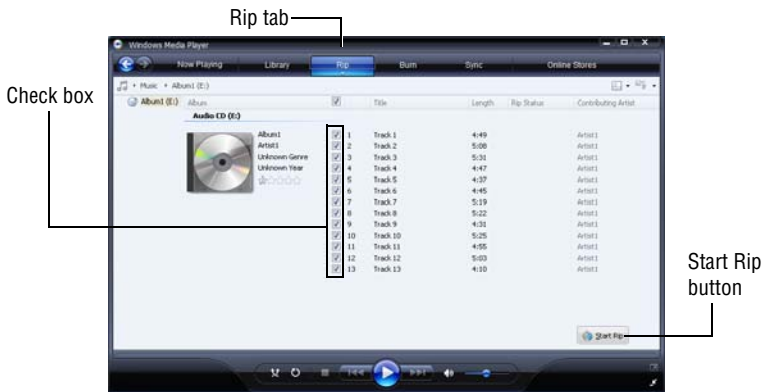 Rip tab
Windows Media Player
Now Playing Library Rip Burn Sync Online Stores
Music Album1 (E:)
Check box
Album1 (E:) Album Title Length Rip Status Contributing Artist
Audio CD (E:)
Album1
Artist1
Unknown Genre
Unknown Year
1 Track 1 4:49 Artist1
2 Track 2 5:08 Artist1
3 Track 3 5:31 Artist1
4 Track 4 4:47 Artist1
5 Track 5 4:37 Artist1
6 Track 6 4:45 Artist1
7 Track 7 5:19 Artist1
8 Track 8 5:22 Artist1
9 Track 9 4:31 Artist1
10 Track 10 5:25 Artist1
11 Track 11 4:55 Artist1
12 Track 12 5:03 Artist1
13 Track 13 4:10 Artist1
Start Rip
button
Start Rip